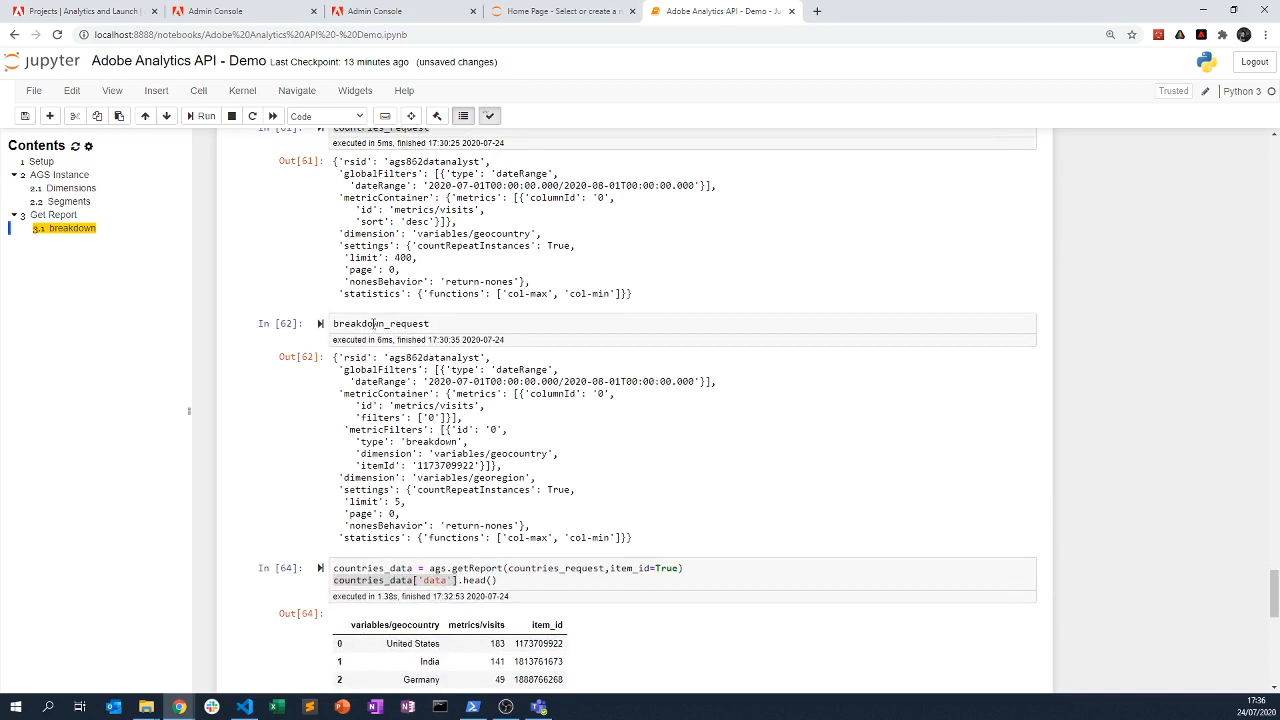 Projects | Analytics and Launch |
Admin Console
Admin Console
Home Page - Select or create a n
Adobe Analytics API - Demo - Ju
localhost:8888/notebooks/Adobe%20Analytics%20API%20-%20Demo.ipynb
jupyter Adobe Analytics API - Demo Last Checkpoint: 13 minutes ago (unsaved changes)
Logout
File Edit View Insert Cell Kernel Navigate Widgets Help
Trusted Python 3
Run Code
Contents
1 Setup
2 AGS Instance
2.1 Dimensions
2.2 Segments
3 Get Report
3.1 breakdown
In [61]: countries_request
executed in 5ms, finished 17:30:25 2020-07-24
Out[61]: {'rsid': 'ags862datanalyst',
'globalFilters': [{'type': 'dateRange',
'dateRange': '2020-07-01T00:00:00.000/2020-08-01T00:00:00.000'}],
'metricContainer': {'metrics': [{'columnId': '0',
'id': 'metrics/visits',
'sort': 'desc'}]},
'dimension': 'variables/geocountry',
'settings': {'countRepeatInstances': True,
'limit': 400,
'page': 0,
'nonesBehavior': 'return-nones'},
'statistics': {'functions': ['col-max', 'col-min']}}
In [62]: breakdown_request
executed in 6ms, finished 17:30:35 2020-07-24
Out[62]: {'rsid': 'ags862datanalyst',
'globalFilters': [{'type': 'dateRange',
'dateRange': '2020-07-01T00:00:00.000/2020-08-01T00:00:00.000'}],
'metricContainer': {'metrics': [{'columnId': '0',
'id': 'metrics/visits',
'filters': ['0']}],
'metricFilters': [{'id': '0',
'type': 'breakdown',
'dimension': 'variables/geocountry',
'itemId': '1173709922'}]},
'dimension': 'variables/georegion',
'settings': {'countRepeatInstances': True,
'limit': 5,
'page': 0,
'nonesBehavior': 'return-nones'},
'statistics': {'functions': ['col-max', 'col-min']}}
In [64]: countries_data = ags.getReport(countries_request,item_id=True)
countries_data['data'].head()
executed in 1.38s, finished 17:32:53 2020-07-24
Out[64]:
variables/geocountry metrics/visits item_id
0 United States 183 1173709922
1 India 141 1813761673
2 Germany 49 1888766268
17:36
24/07/2020